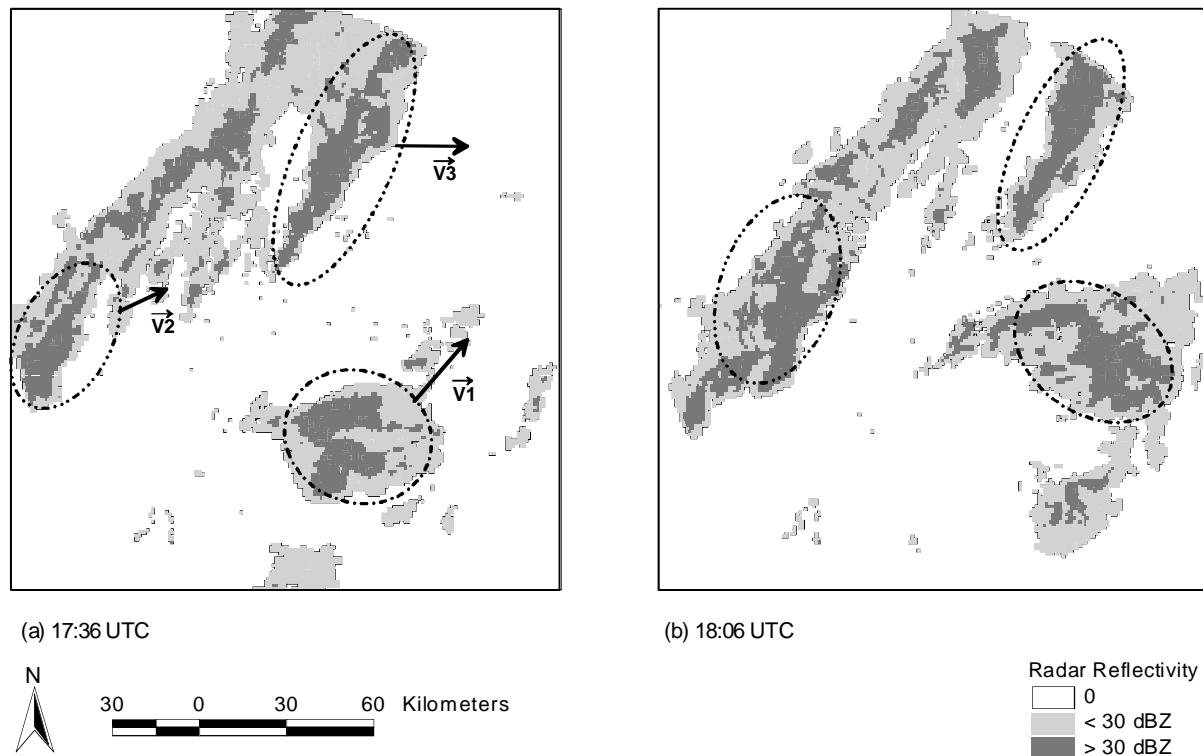 V3
V2
V1
(a) 17:36 UTC
(b) 18:06 UTC
N
30 0 30 60 Kilometers
Radar Reflectivity
0
< 30 dBZ
> 30 dBZ